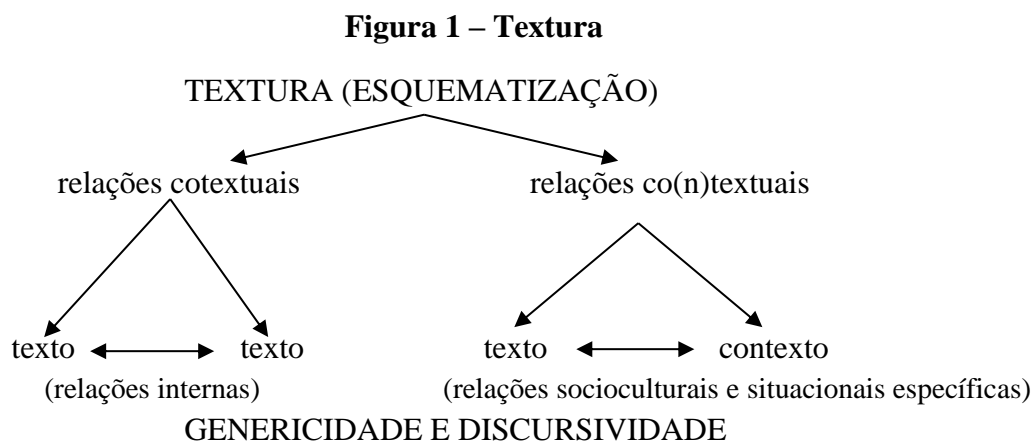 Figura 1 – Textura
TEXTURA (ESQUEMATIZAÇÃO)
relações cotextuais relações co(n)textuais
texto texto texto contexto
(relações internas) (relações socioculturais e situacionais específicas)
GENERICIDADE E DISCURSIVIDADE